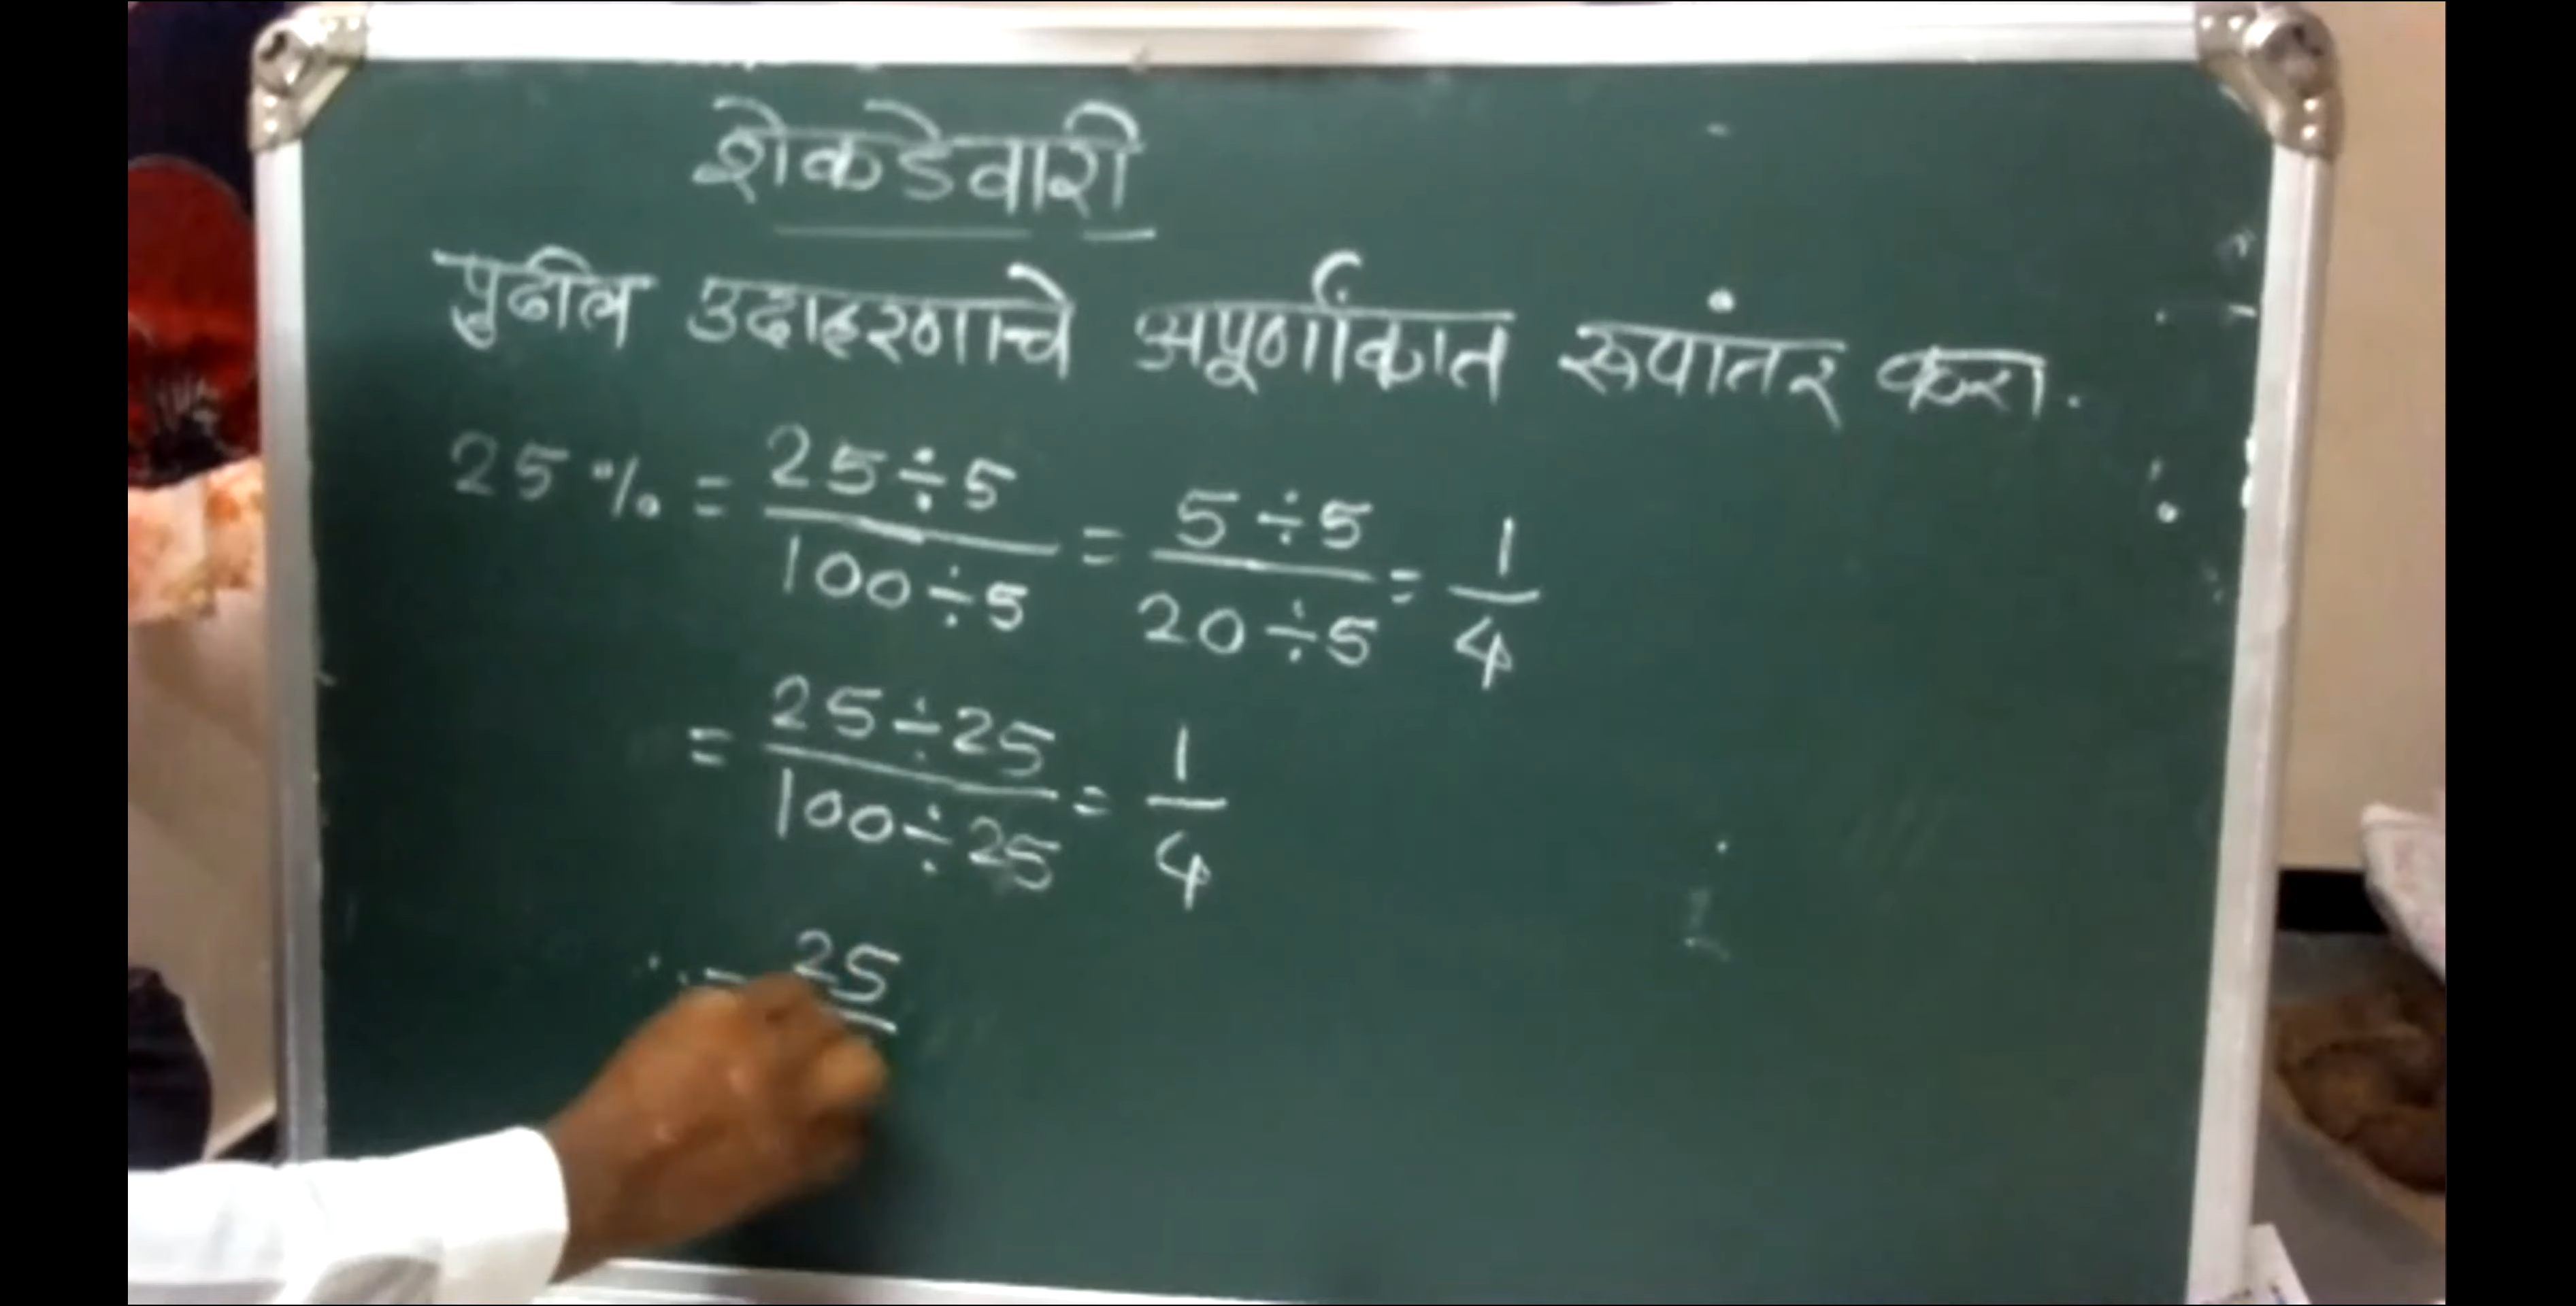 शेकडेवारी
पुढील उदाहरणाचे अपूर्णांकात रूपांतर करा.
25% = 25÷5/100÷5 = 5÷5/20÷5 = 1/4
= 25÷25/100÷25 = 1/4
= 25